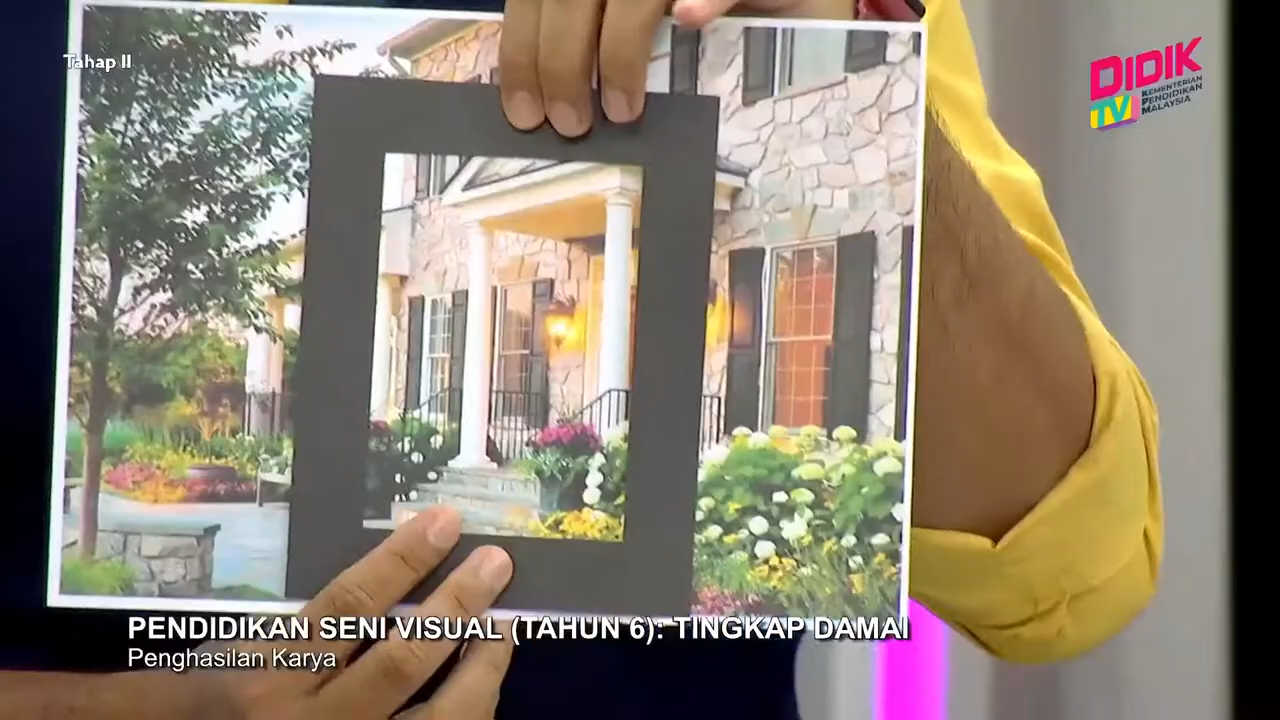 Tahap II
DIDIK
TV
KEMENTERIAN
PENDIDIKAN
MALAYSIA
PENDIDIKAN SENI VISUAL (TAHUN 6): TINGKAP DAMAI
Penghasilan Karya